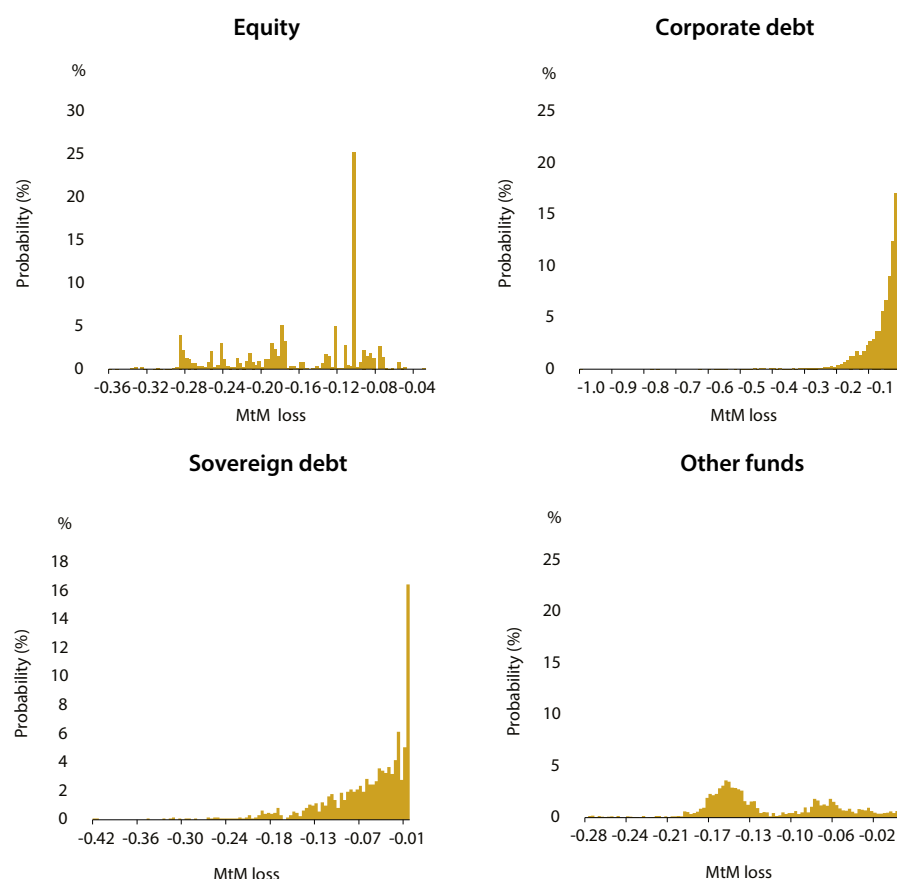 Equity
%
30
25
20
15
10
5
0
Probability (%)
-0.36 -0.32 -0.28 -0.24 -0.20 -0.16 -0.10 -0.08 -0.04
MtM loss
Corporate debt
%
25
20
15
10
5
0
Probability (%)
-1.0 -0.9 -0.8 -0.7 -0.6 -0.5 -0.4 -0.3 -0.2 -0.1
MtM loss
Sovereign debt
%
18
16
14
12
10
8
6
4
2
0
Probability (%)
-0.42 -0.36 -0.30 -0.24 -0.18 -0.13 -0.07 -0.01
MtM loss
Other funds
%
25
20
15
10
5
0
Probability (%)
-0.28 -0.24 -0.21 -0.17 -0.13 -0.10 -0.06 -0.02
MtM loss